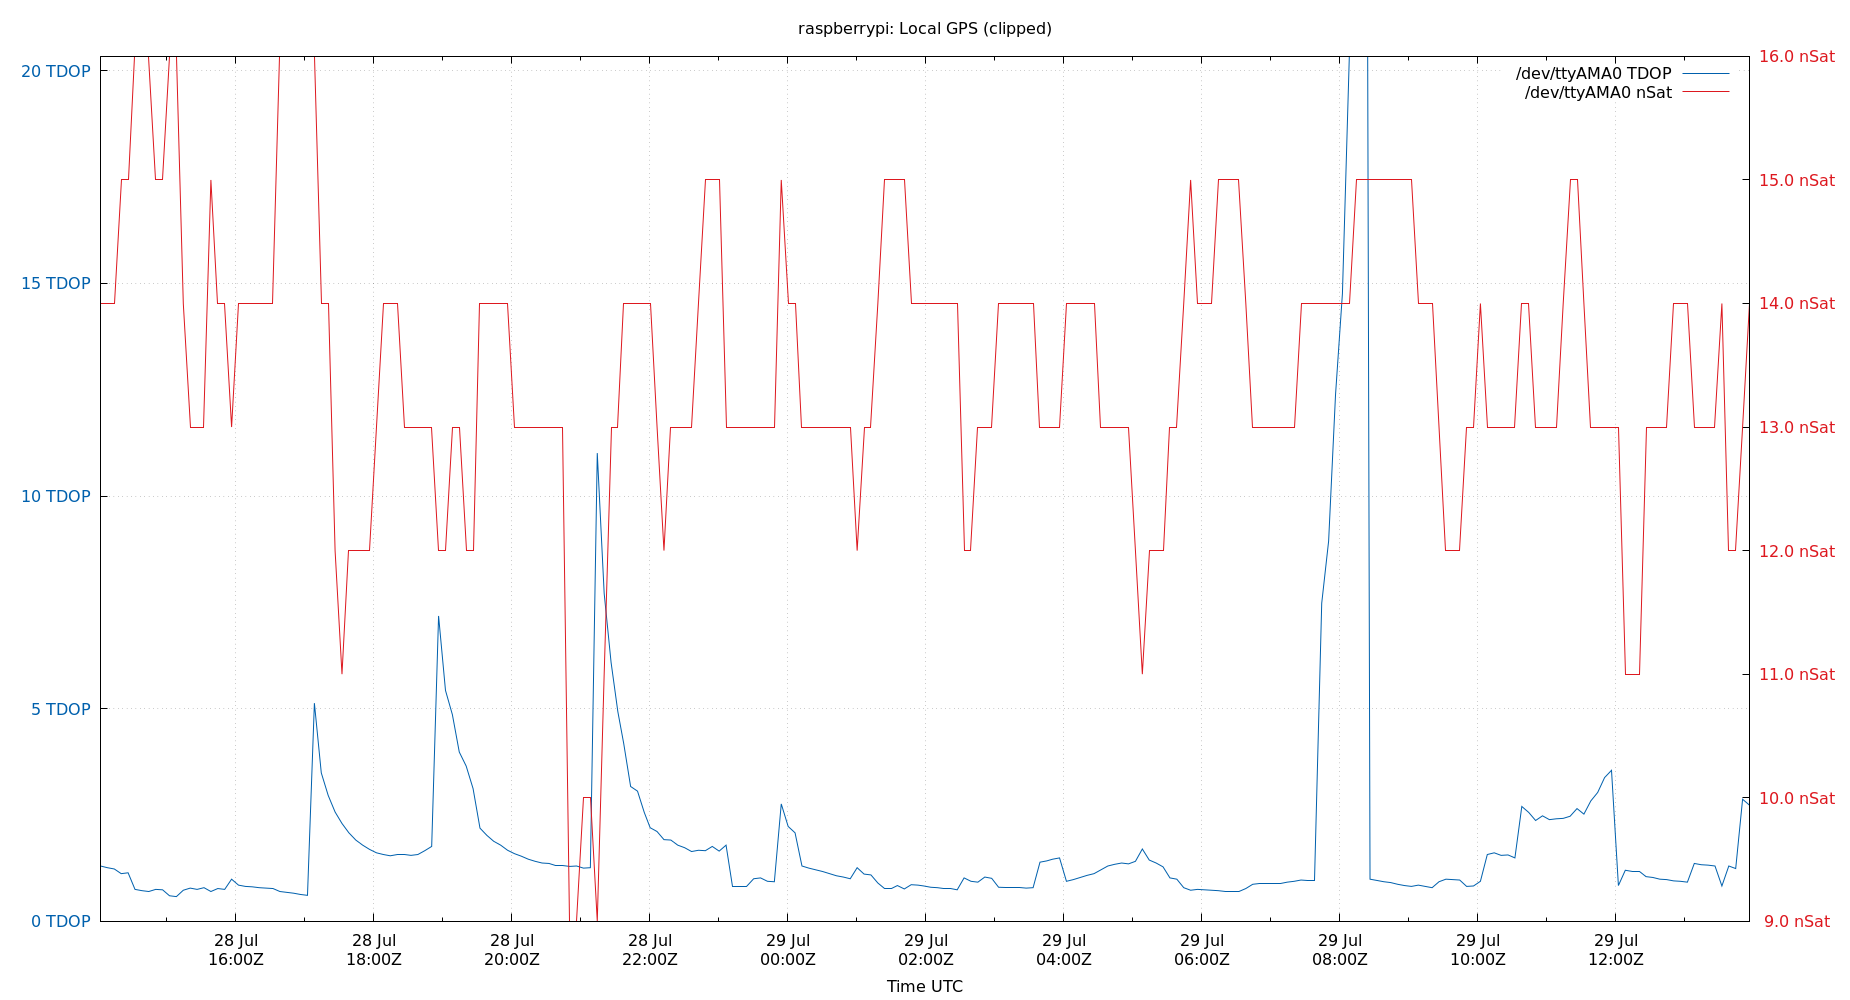 raspberrypi: Local GPS (clipped)
20 TDOP
15 TDOP
10 TDOP
5 TDOP
0 TDOP
16.0 nSat
15.0 nSat
14.0 nSat
13.0 nSat
12.0 nSat
11.0 nSat
10.0 nSat
9.0 nSat
/dev/ttyAMA0 TDOP
/dev/ttyAMA0 nSat
28 Jul 28 Jul 28 Jul 28 Jul 29 Jul 29 Jul 29 Jul 29 Jul 29 Jul 29 Jul 29 Jul
16:00Z 18:00Z 20:00Z 22:00Z 00:00Z 02:00Z 04:00Z 06:00Z 08:00Z 10:00Z 12:00Z
Time UTC